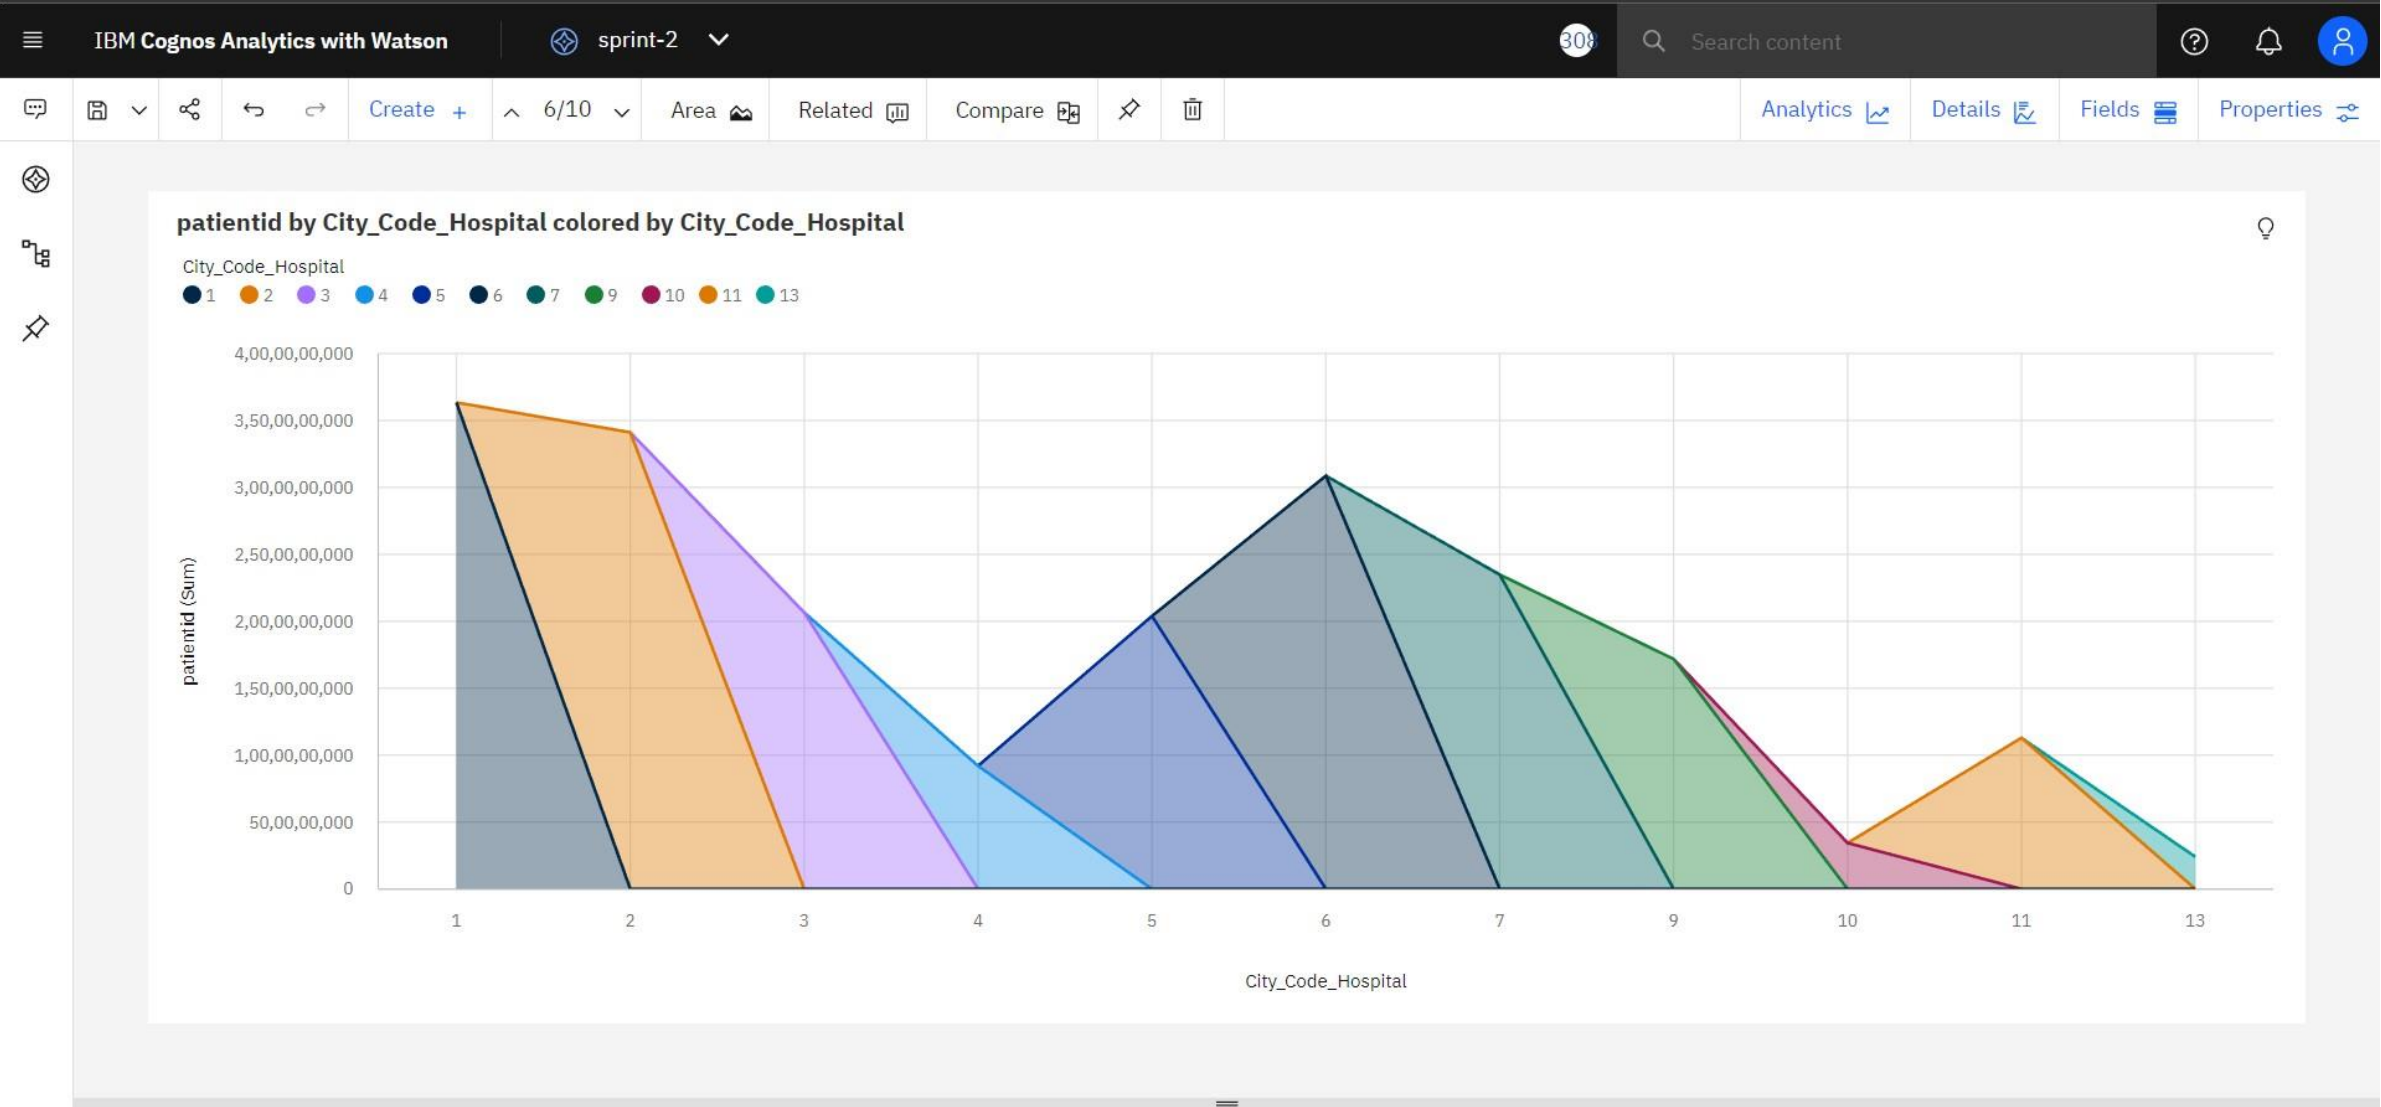 IBM Cognos Analytics with Watson
sprint-2
308
Search content
Create +
6/10
Area
Related
Compare
Analytics
Details
Fields
Properties
patientid by City_Code_Hospital colored by City_Code_Hospital
City_Code_Hospital
1 2 3 4 5 6 7 9 10 11 13
4,00,00,00,000
3,50,00,00,000
3,00,00,00,000
2,50,00,00,000
2,00,00,00,000
1,50,00,00,000
1,00,00,00,000
50,00,00,000
0
patientid (Sum)
1 2 3 4 5 6 7 9 10 11 13
City_Code_Hospital